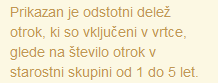 Prikazan je odstotni delež
otrok, ki so vključeni v vrtce,
glede na število otrok v
starostni skupini od 1 do 5 let.